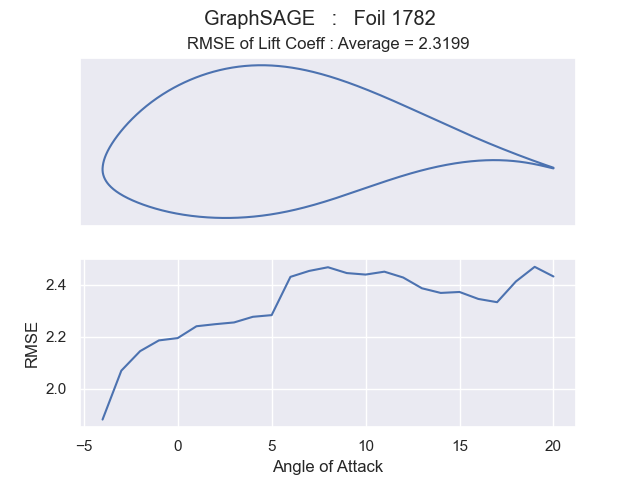 GraphSAGE : Foil 1782
RMSE of Lift Coeff : Average = 2.3199
2.4
2.2
2.0
RMSE
−5 0 5 10 15 20
Angle of Attack